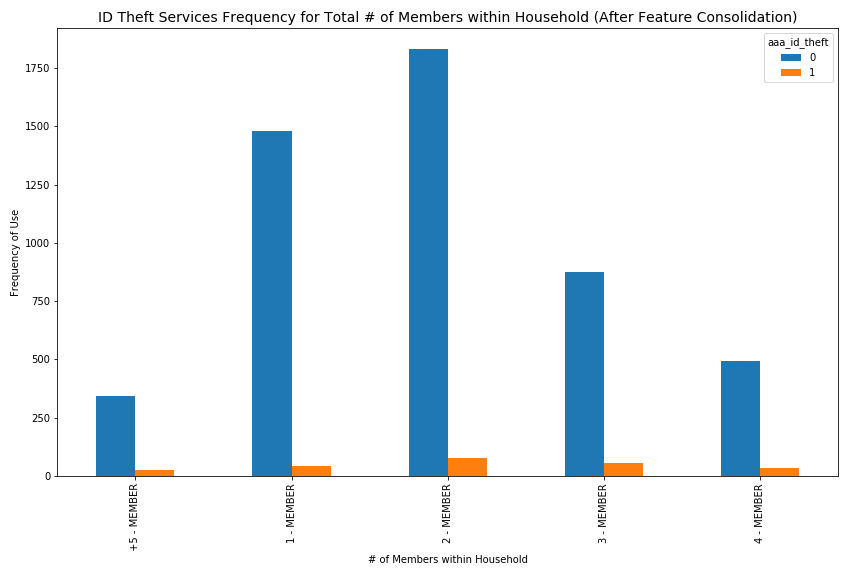 ID Theft Services Frequency for Total # of Members within Household (After Feature Consolidation)
aaa_id_theft
0
1
1750
1500
1250
1000
750
500
250
0
Frequency of Use
+5 - MEMBER
1 - MEMBER
2 - MEMBER
3 - MEMBER
4 - MEMBER
# of Members within Household